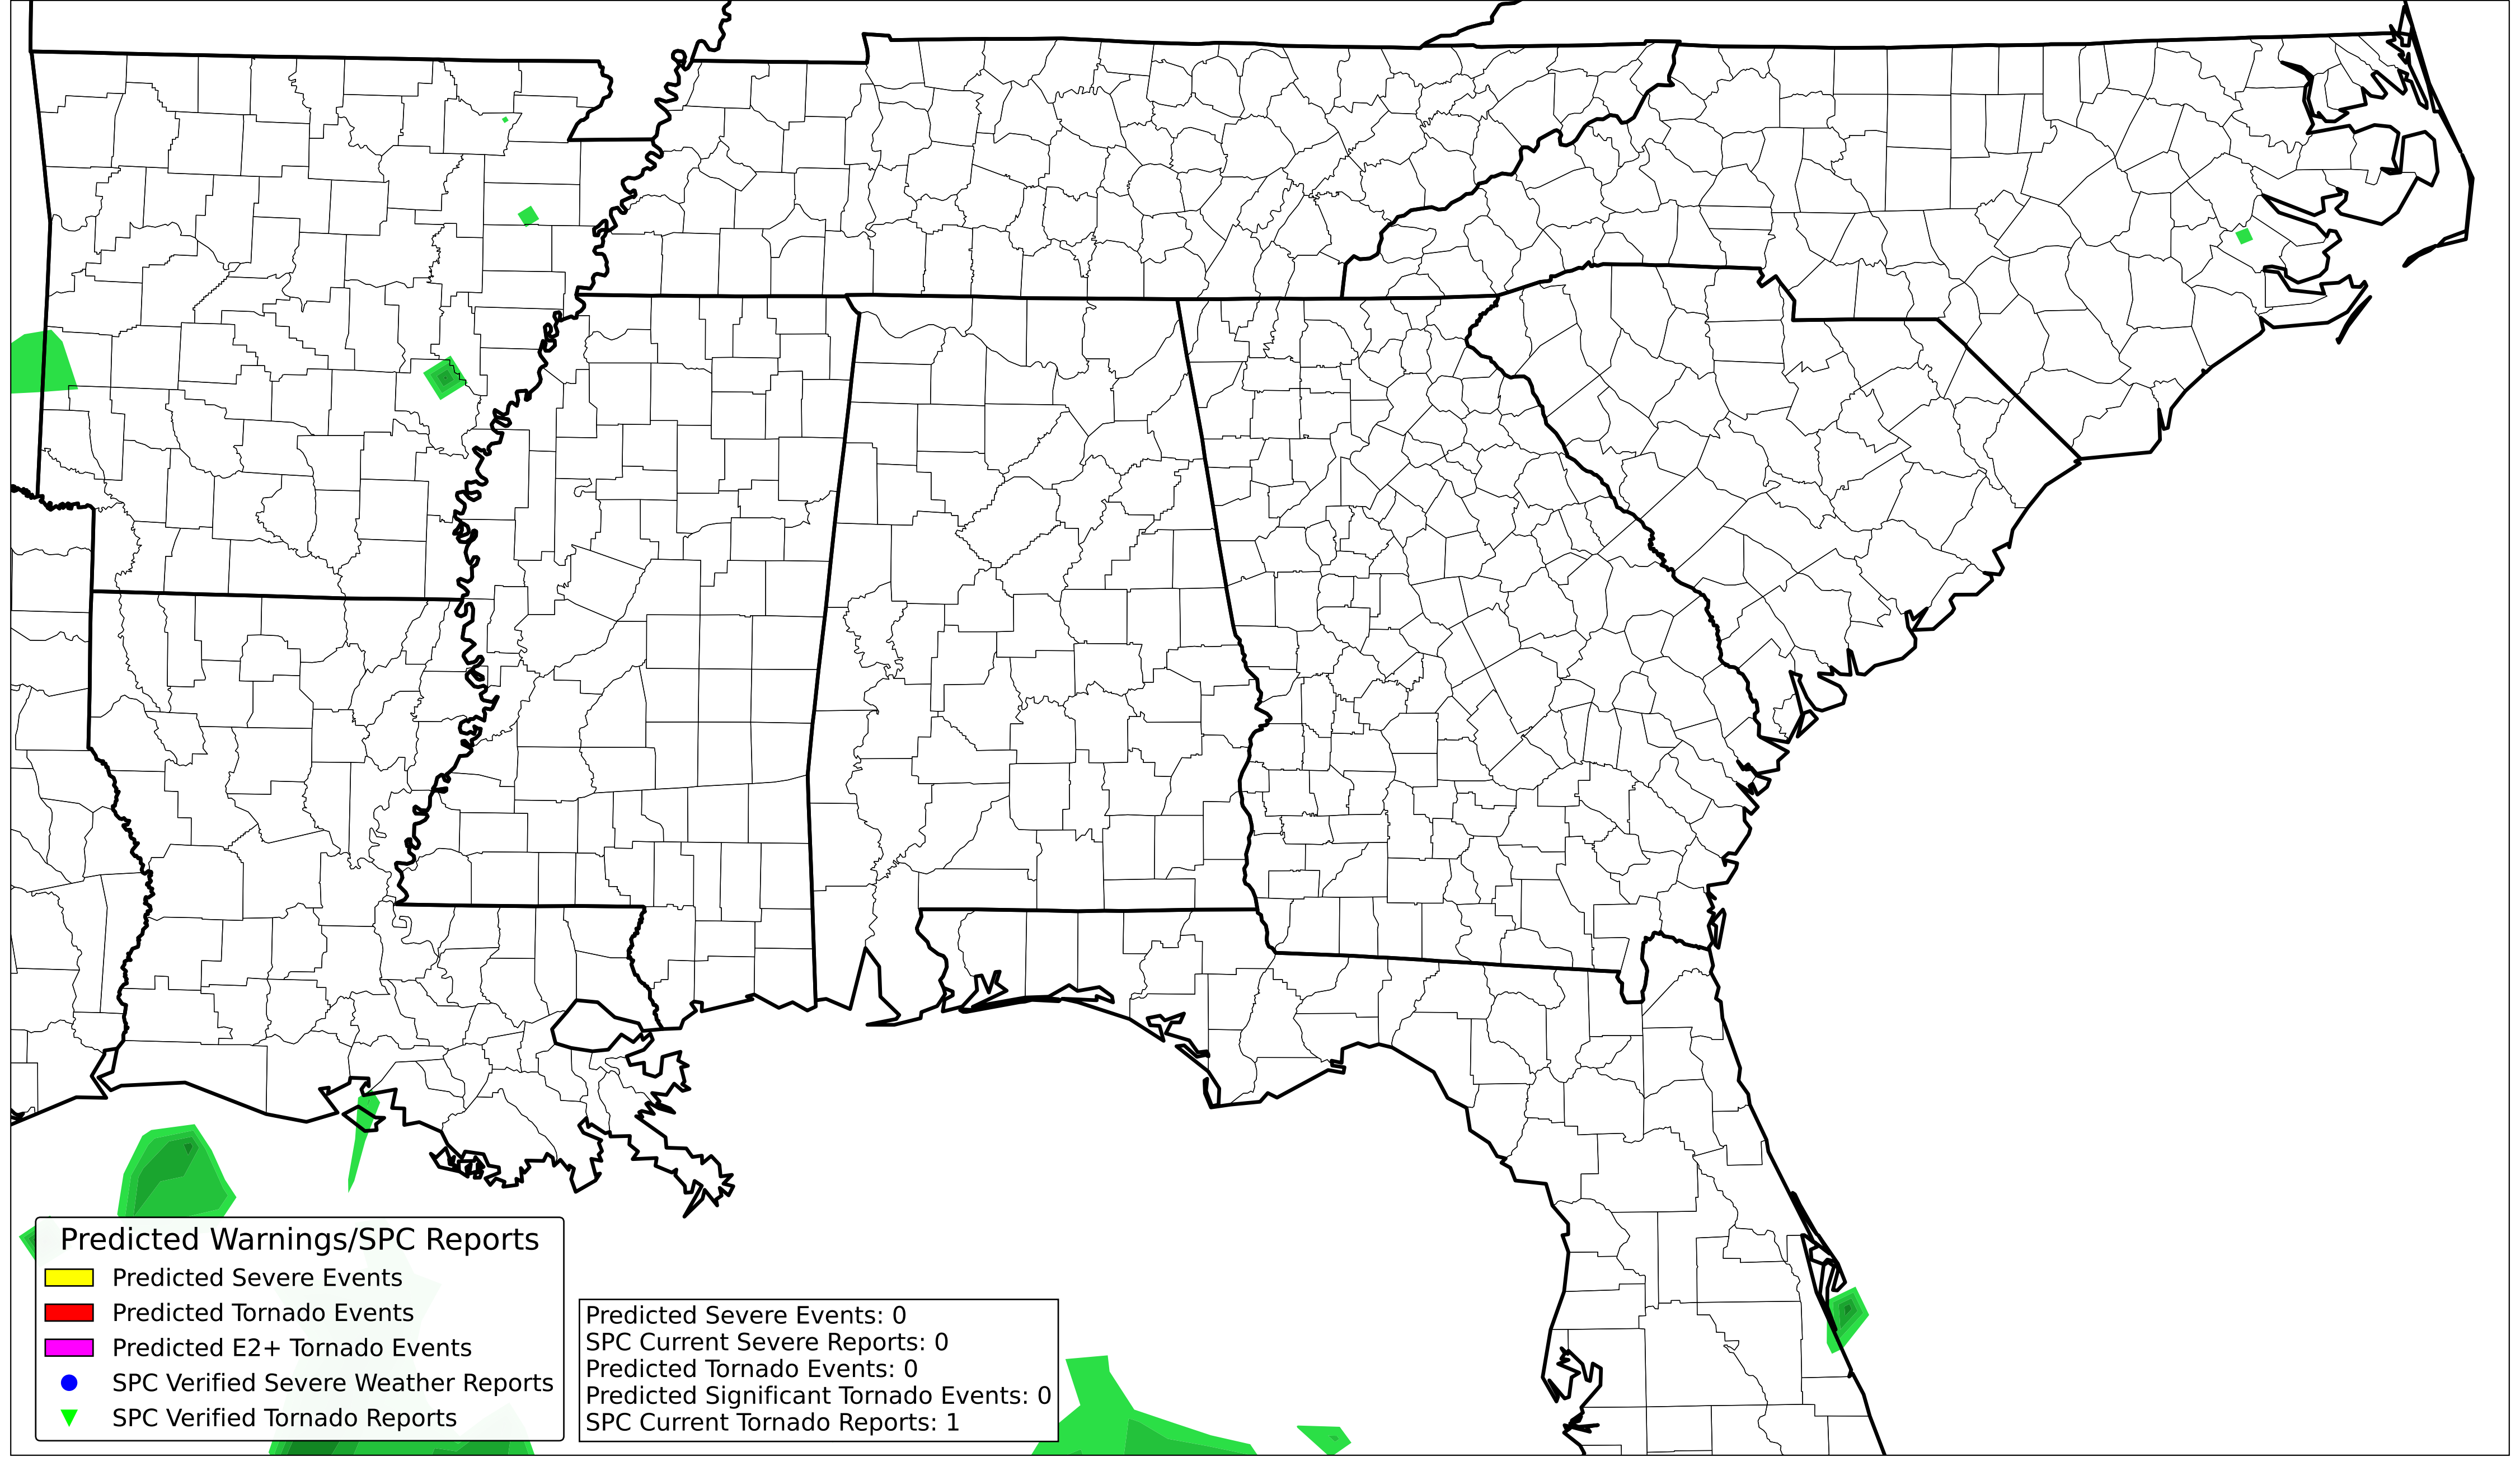 Predicted Warnings/SPC Reports
Predicted Severe Events
Predicted Tornado Events
Predicted E2+ Tornado Events
SPC Verified Severe Weather Reports
SPC Verified Tornado Reports
Predicted Severe Events: 0
SPC Current Severe Reports: 0
Predicted Tornado Events: 0
Predicted Significant Tornado Events: 0
SPC Current Tornado Reports: 1